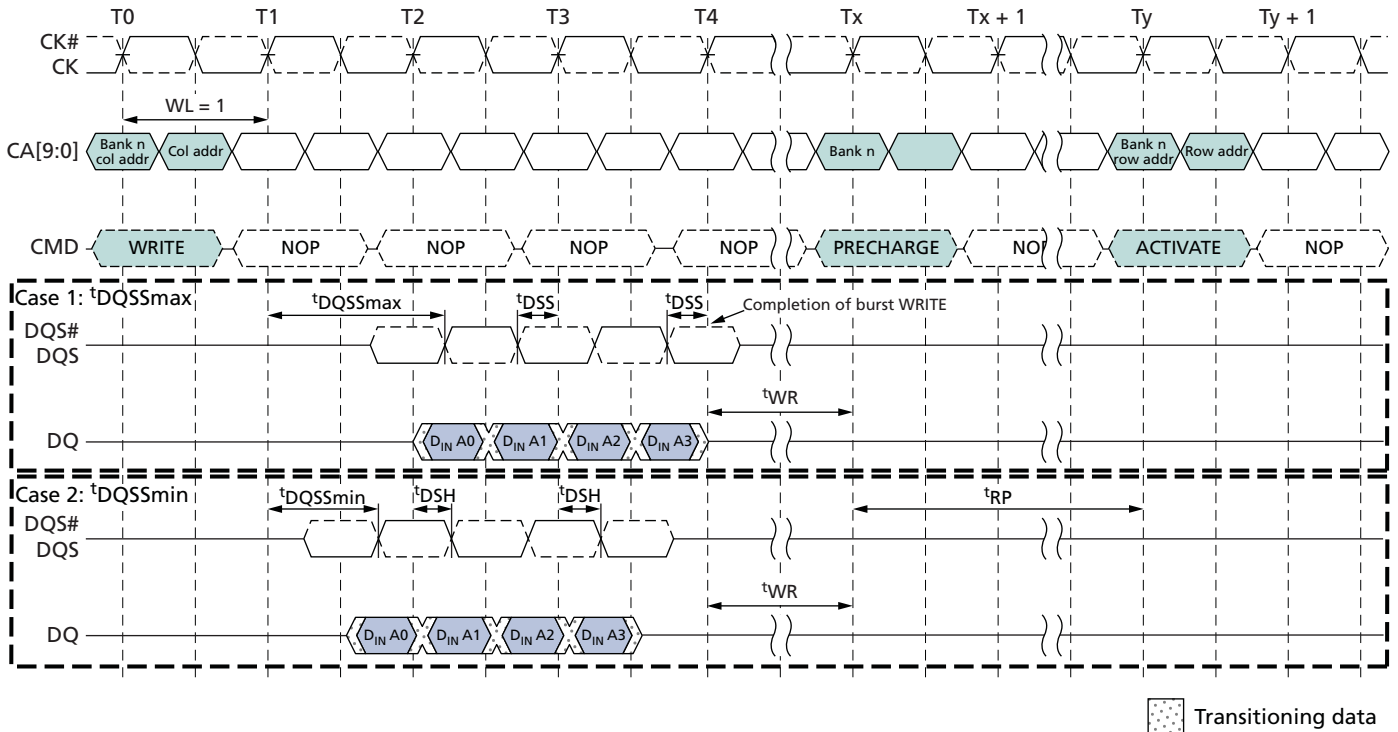 T0 T1 T2 T3 T4 Tx Tx + 1 Ty Ty + 1
CK#
CK
WL = 1
CA[9:0] Bank n col addr Col addr Bank n Bank n row addr Row addr
CMD WRITE NOP NOP NOP NOP PRECHARGE NOP ACTIVATE NOP
Case 1: tDQSSmax
tDQSSmax tDSS tDSS Completion of burst WRITE
DQS#
DQS
tWR
DQ DIN A0 DIN A1 DIN A2 DIN A3
Case 2: tDQSSmin
tDQSSmin tDSH tDSH tRP
DQS#
DQS
tWR
DQ DIN A0 DIN A1 DIN A2 DIN A3
Transitioning data